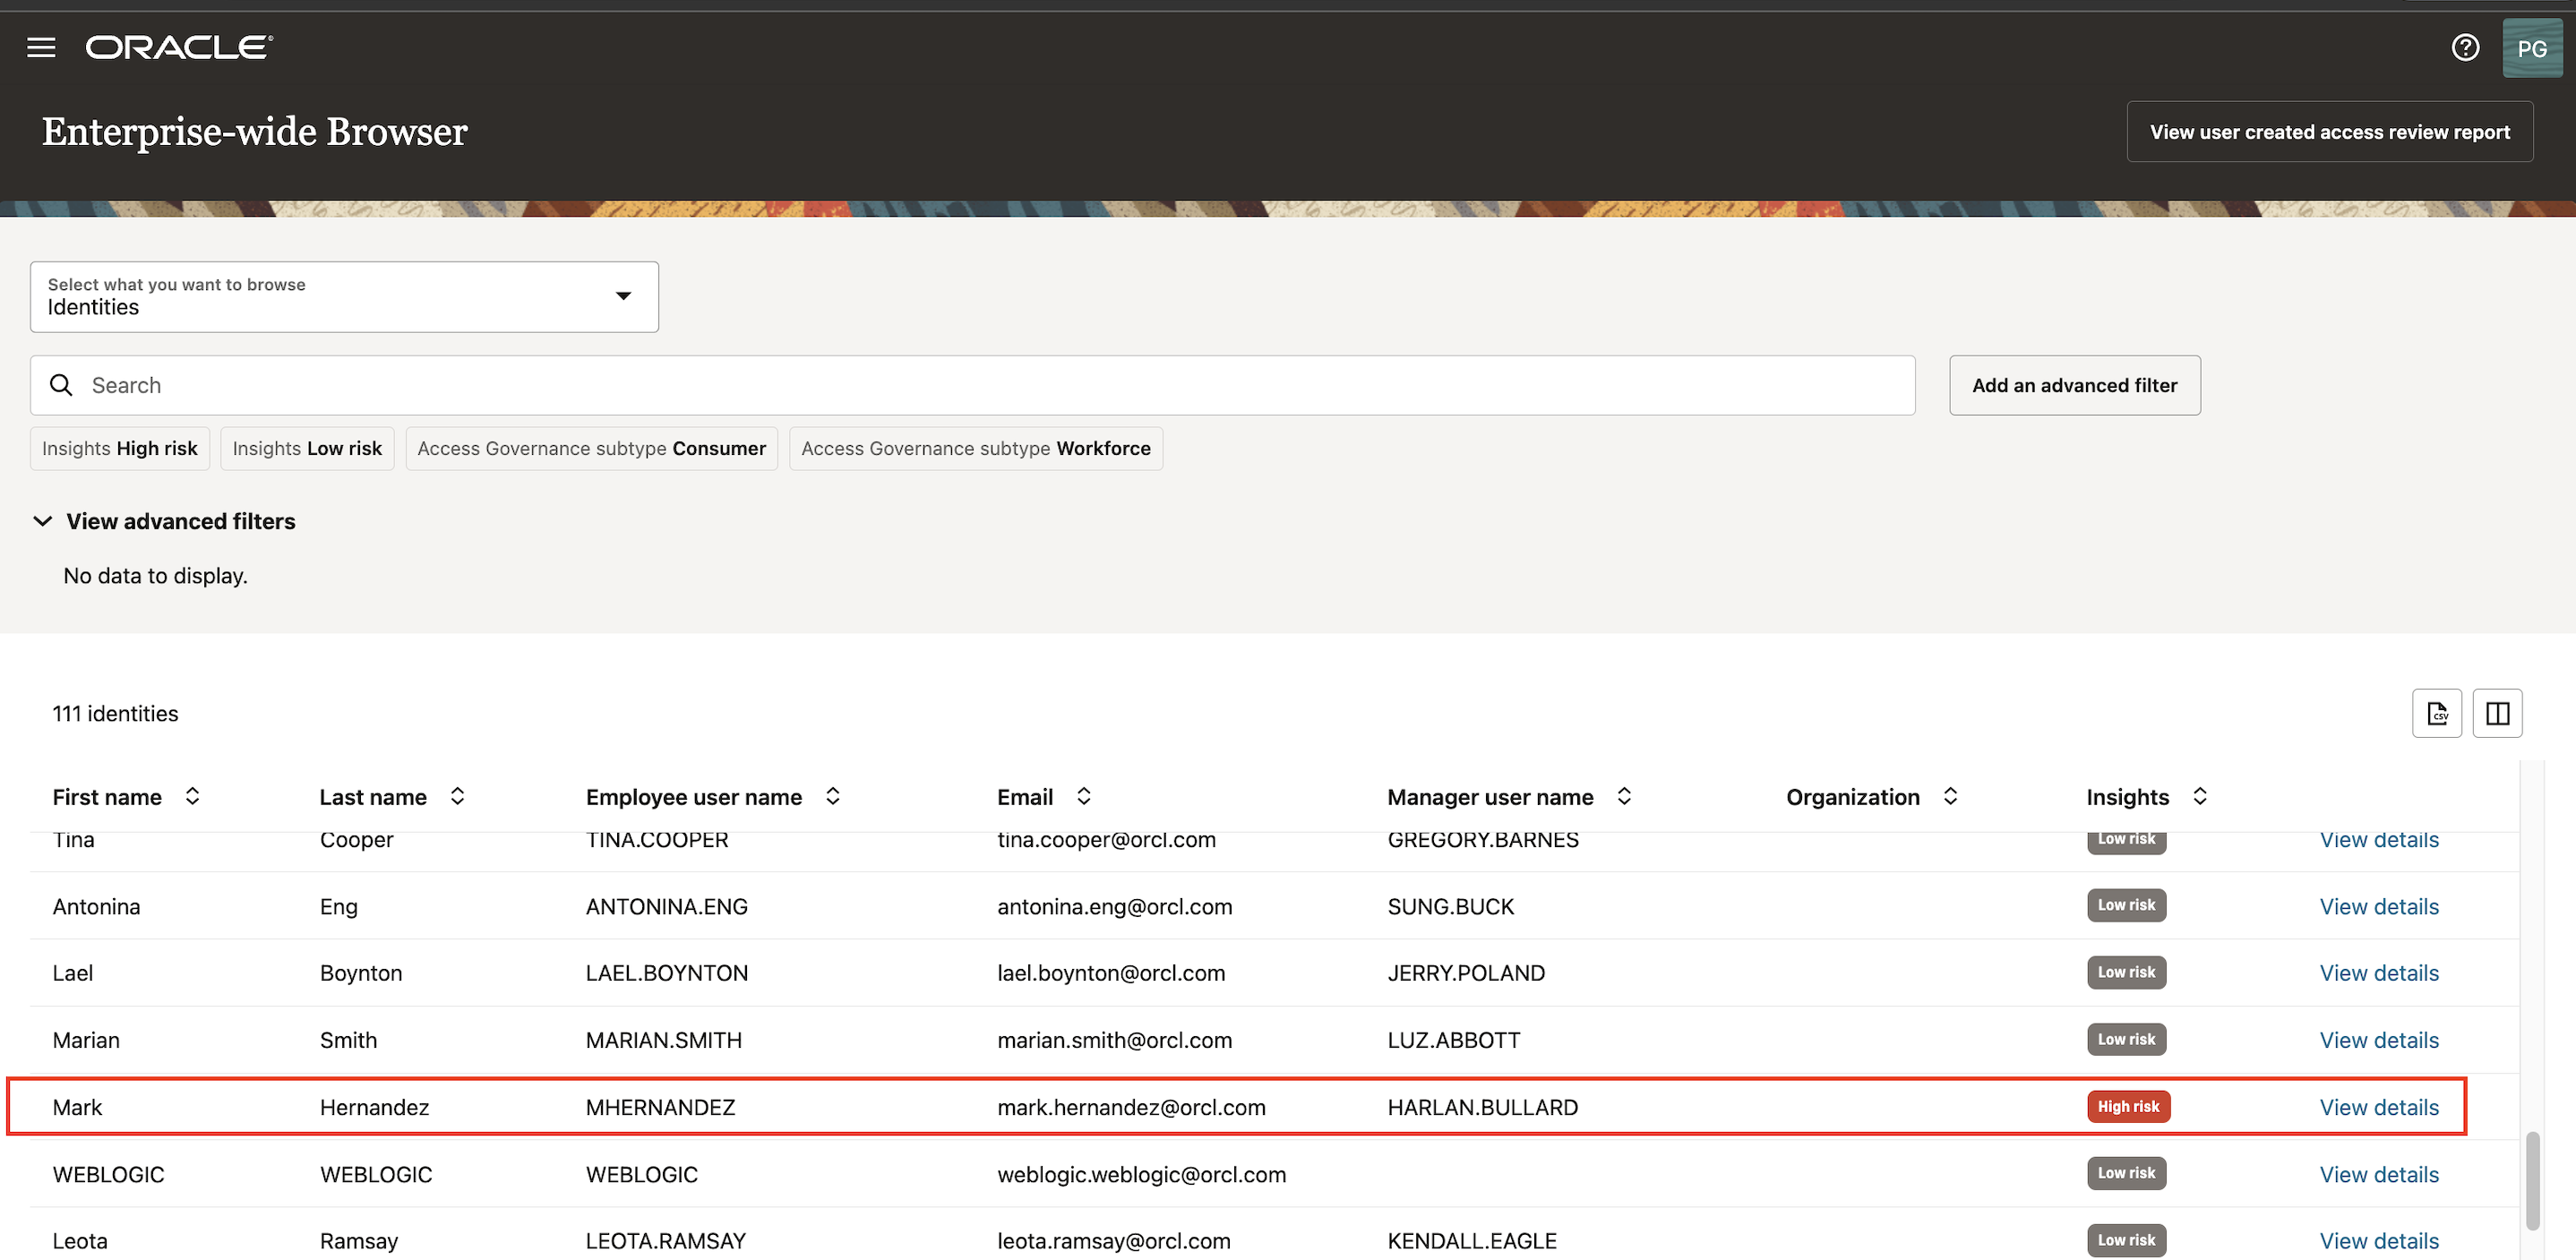 ORACLE
PG
Enterprise-wide Browser
View user created access review report
Select what you want to browse
Identities
Search
Add an advanced filter
Insights High risk
Insights Low risk
Access Governance subtype Consumer
Access Governance subtype Workforce
View advanced filters
No data to display.
111 identities
CSV
First name Last name Employee user name Email Manager user name Organization Insights
Tina Cooper TINA.COOPER tina.cooper@orcl.com GREGORY.BARNES Low risk View details
Antonina Eng ANTONINA.ENG antonina.eng@orcl.com SUNG.BUCK Low risk View details
Lael Boynton LAEL.BOYNTON lael.boynton@orcl.com JERRY.POLAND Low risk View details
Marian Smith MARIAN.SMITH marian.smith@orcl.com LUZ.ABBOTT Low risk View details
Mark Hernandez MHERNANDEZ mark.hernandez@orcl.com HARLAN.BULLARD High risk View details
WEBLOGIC WEBLOGIC WEBLOGIC weblogic.weblogic@orcl.com Low risk View details
Leota Ramsay LEOTA.RAMSAY leota.ramsay@orcl.com KENDALL.EAGLE Low risk View details